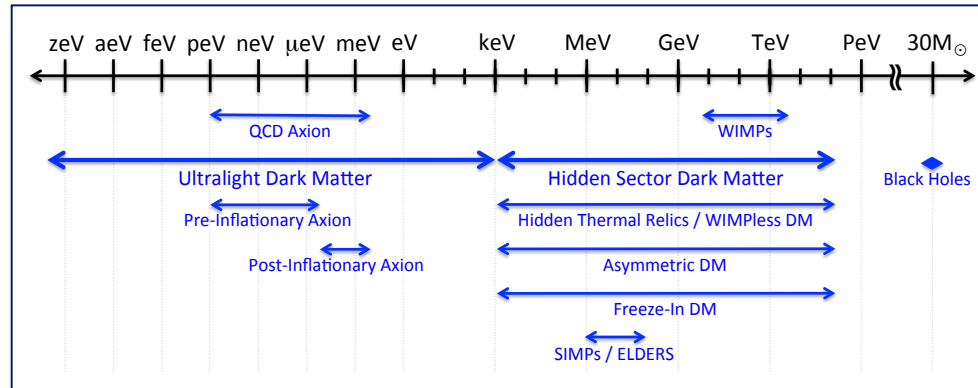 zeV aeV feV peV neV μeV meV eV keV MeV GeV TeV PeV 30M☉
QCD Axion WIMPs
Ultralight Dark Matter Hidden Sector Dark Matter Black Holes
Pre-Inflationary Axion Hidden Thermal Relics / WIMPless DM
Post-Inflationary Axion Asymmetric DM
Freeze-In DM
SIMPs / ELDERS